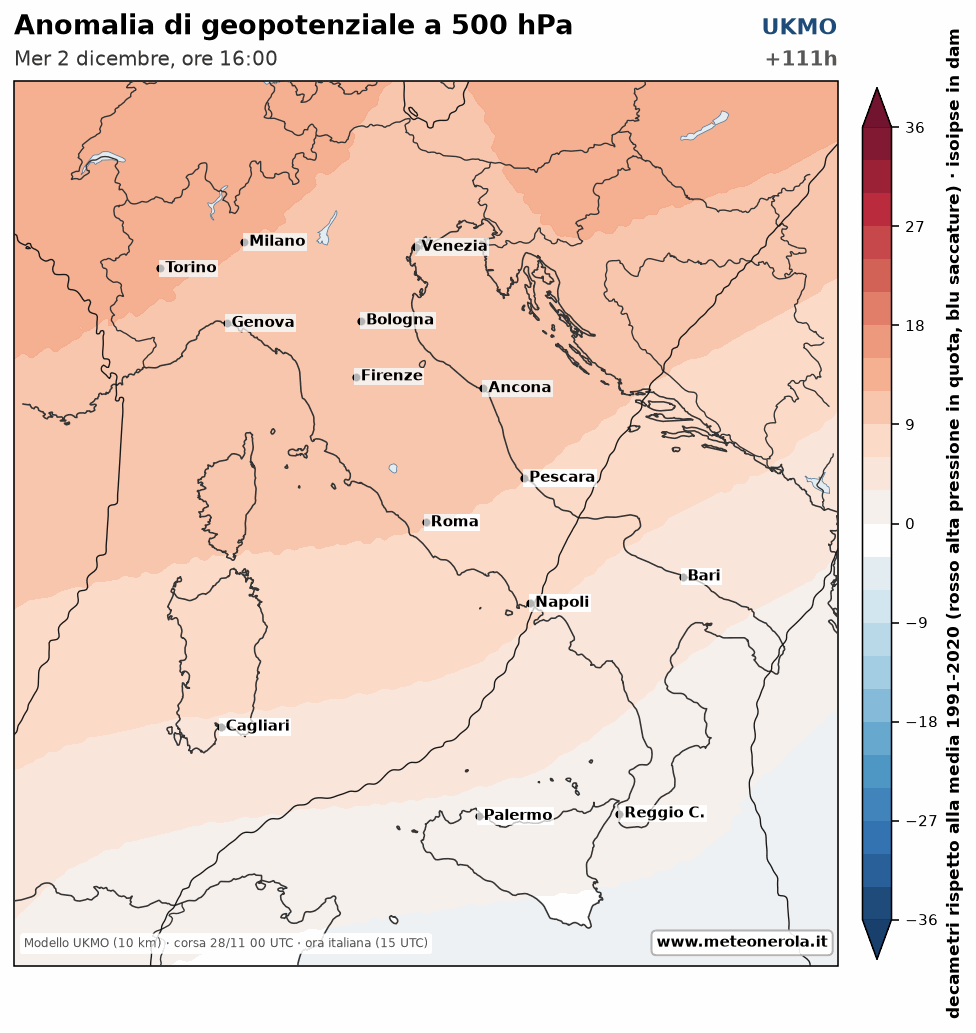 Anomalia di geopotenziale a 500 hPa
UKMO
Mer 2 dicembre, ore 16:00
+111h
Milano
Venezia
Torino
Genova
Bologna
Firenze
Ancona
Pescara
Roma
Bari
Napoli
Cagliari
Palermo
Reggio C.
Modello UKMO (10 km) · corsa 28/11 00 UTC · ora italiana (15 UTC)
www.meteonerola.it
36
27
18
9
0
−9
−18
−27
−36
decametri rispetto alla media 1991-2020 (rosso alta pressione in quota, blu saccature) · isoipse in dam